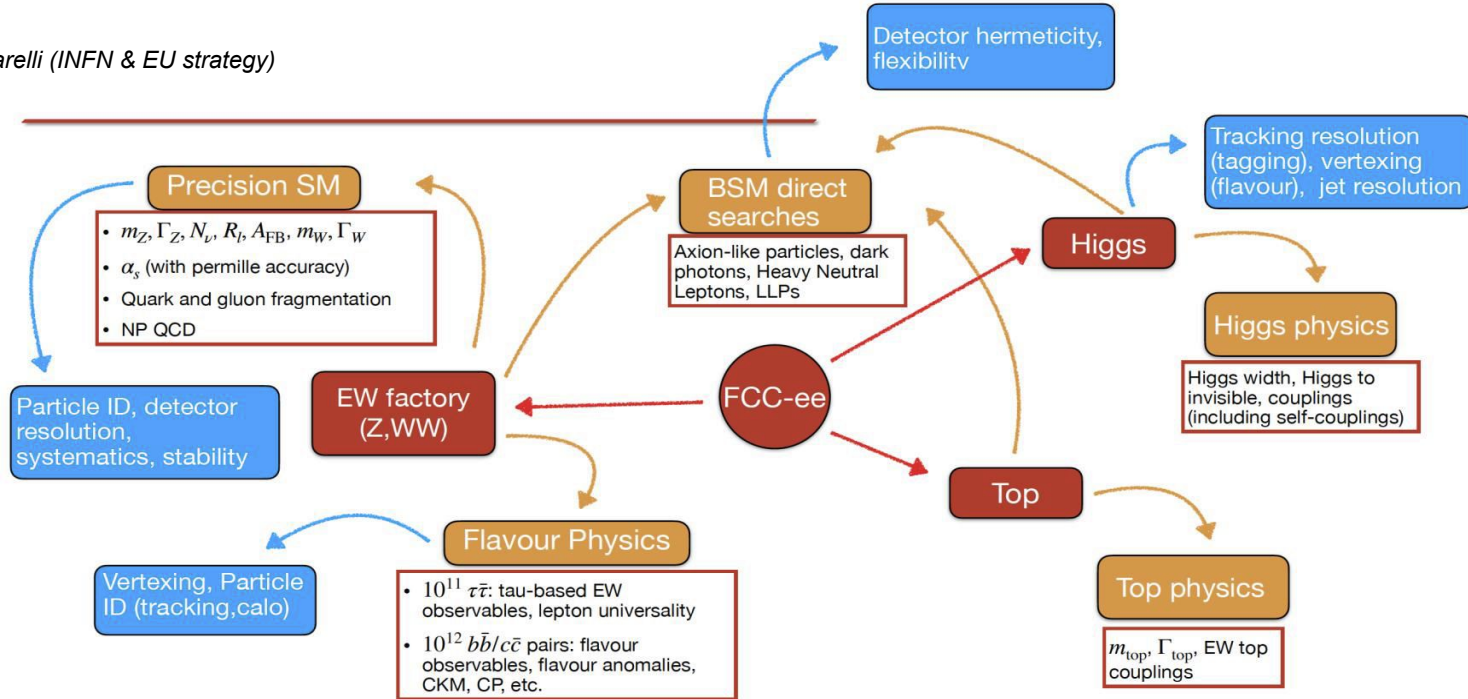 arelli (INFN & EU strategy)
Detector hermeticity,
flexibility
Tracking resolution
(tagging), vertexing
(flavour), jet resolution
Precision SM
• m_Z, Γ_Z, N_ν, R_l, A_FB, m_W, Γ_W
• α_s (with permille accuracy)
• Quark and gluon fragmentation
• NP QCD
BSM direct
searches
Axion-like particles, dark
photons, Heavy Neutral
Leptons, LLPs
Higgs
Higgs physics
Higgs width, Higgs to
invisible, couplings
(including self-couplings)
Particle ID, detector
resolution,
systematics, stability
EW factory
(Z,WW)
FCC-ee
Top
Flavour Physics
• 10¹¹ ττ̄: tau-based EW
observables, lepton universality
• 10¹² bb̄/cc̄ pairs: flavour
observables, flavour anomalies,
CKM, CP, etc.
Vertexing, Particle
ID (tracking,calo)
Top physics
m_top, Γ_top, EW top
couplings